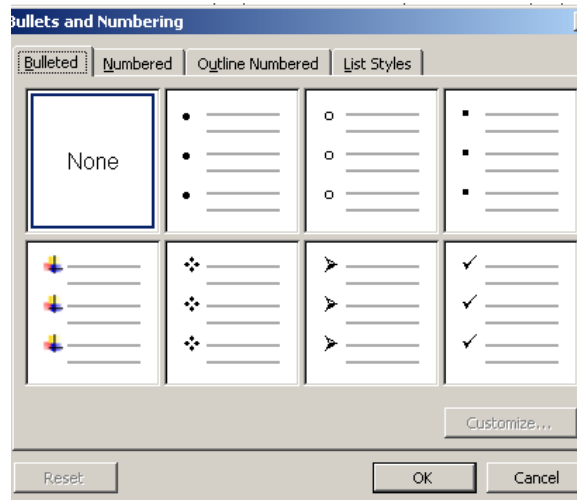 Bullets and Numbering
Bulleted Numbered Outline Numbered List Styles
None
Customize...
Reset OK Cancel